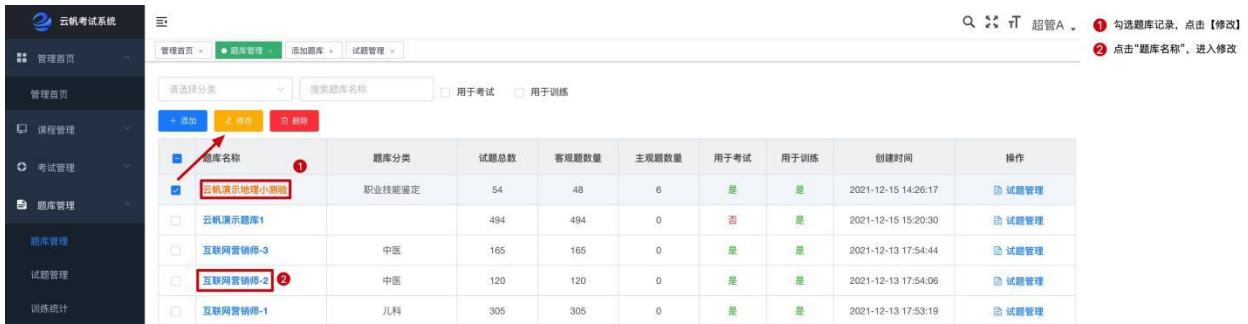 云帆考试系统
超管A
1 勾选题库记录，点击【修改】
管理首页 × 题库管理 × 添加题库 × 试题管理 ×
2 点击“题库名称”，进入修改
管理首页
请选择分类 搜索题库名称 用于考试 用于训练
管理首页
+ 添加 修改 删除
课程管理
题库名称 题库分类 试题总数 客观题数量 主观题数量 用于考试 用于训练 创建时间 操作
1
考试管理
云帆演示地理小测验 职业技能鉴定 54 48 6 是 是 2021-12-15 14:26:17 试题管理
题库管理
云帆演示题库1 494 494 0 否 是 2021-12-15 15:20:30 试题管理
题库管理
互联网营销师-3 中医 165 165 0 是 是 2021-12-13 17:54:44 试题管理
试题管理
互联网营销师-2 2 中医 120 120 0 是 是 2021-12-13 17:54:06 试题管理
训练统计
互联网营销师-1 儿科 305 305 0 是 是 2021-12-13 17:53:19 试题管理